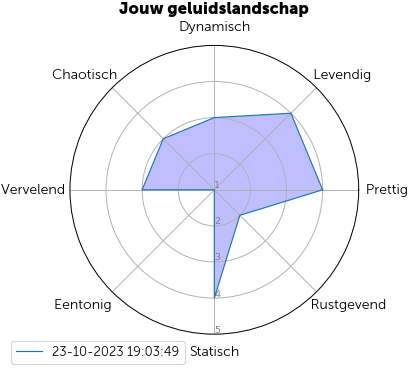 Jouw geluidslandschap
Dynamisch
Chaotisch
Levendig
Vervelend
1
Prettig
2
3
4
Eentonig
Rustgevend
5
23-10-2023 19:03:49
Statisch